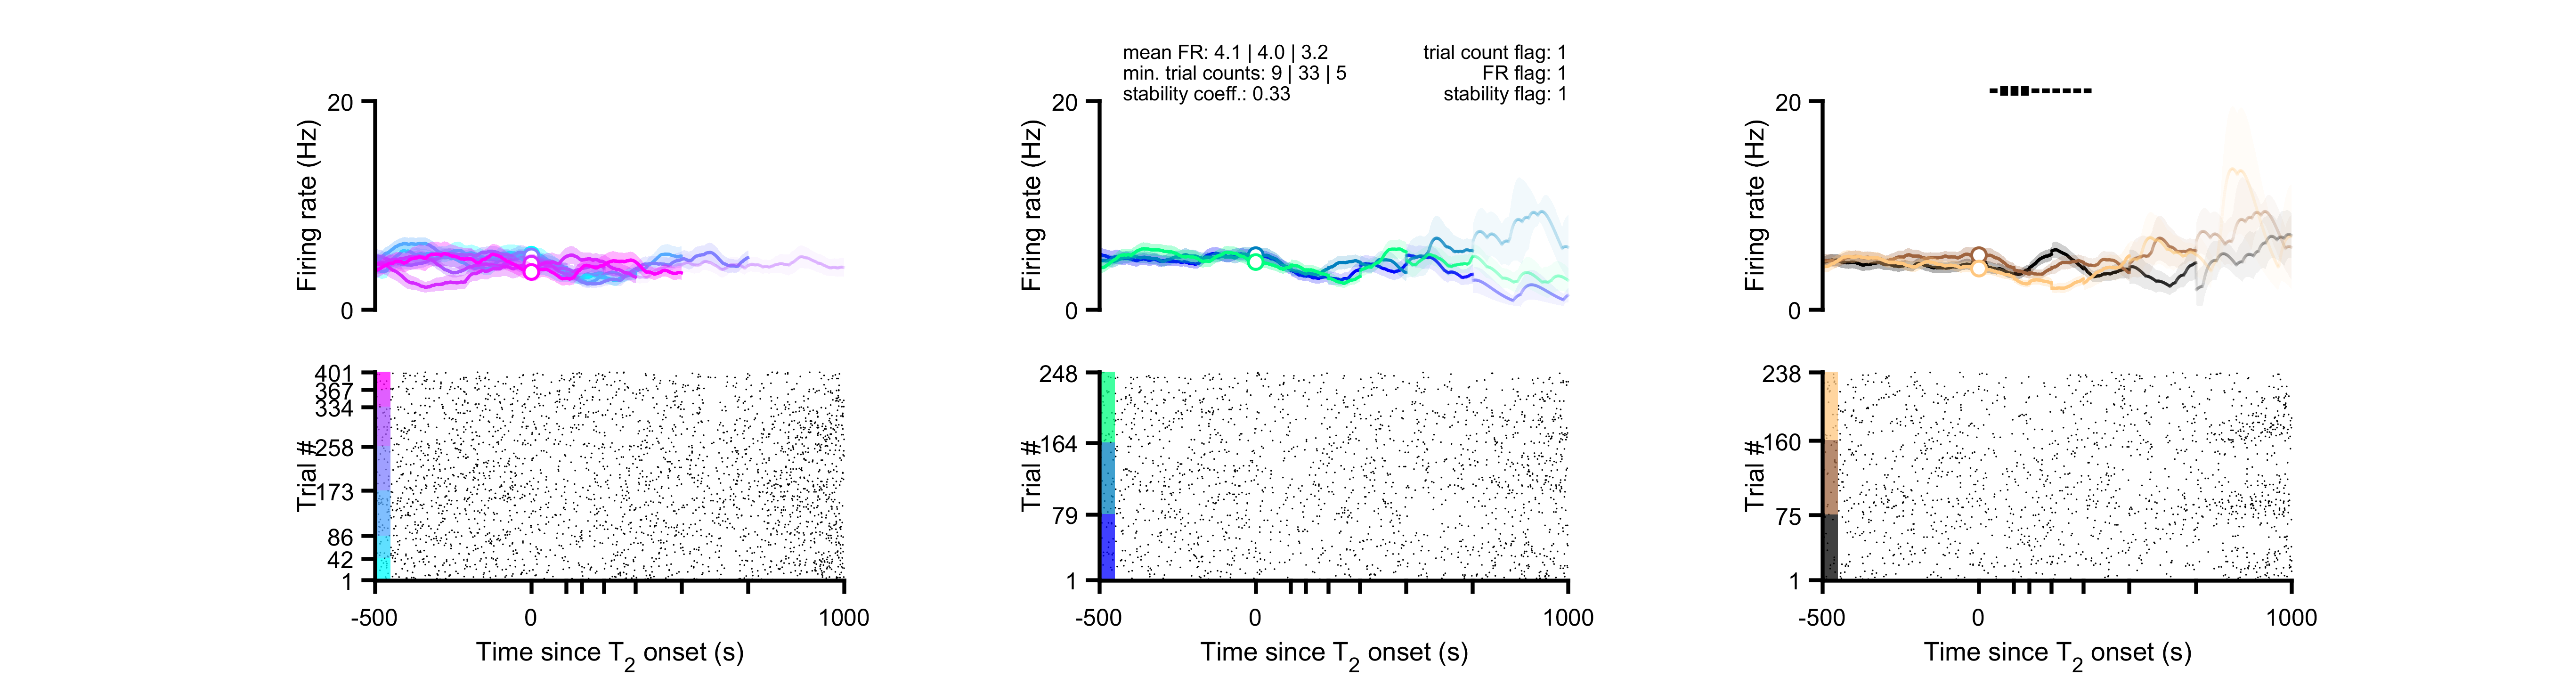 mean FR: 4.1 | 4.0 | 3.2
min. trial counts: 9 | 33 | 5
stability coeff.: 0.33
trial count flag: 1
FR flag: 1
stability flag: 1
20
0
Firing rate (Hz)
20
0
Firing rate (Hz)
20
0
Firing rate (Hz)
401
367
334
258
173
86
42
1
Trial #
-500
0
1000
Time since T2 onset (s)
248
164
79
1
Trial #
-500
0
1000
Time since T2 onset (s)
238
160
75
1
Trial #
-500
0
1000
Time since T2 onset (s)